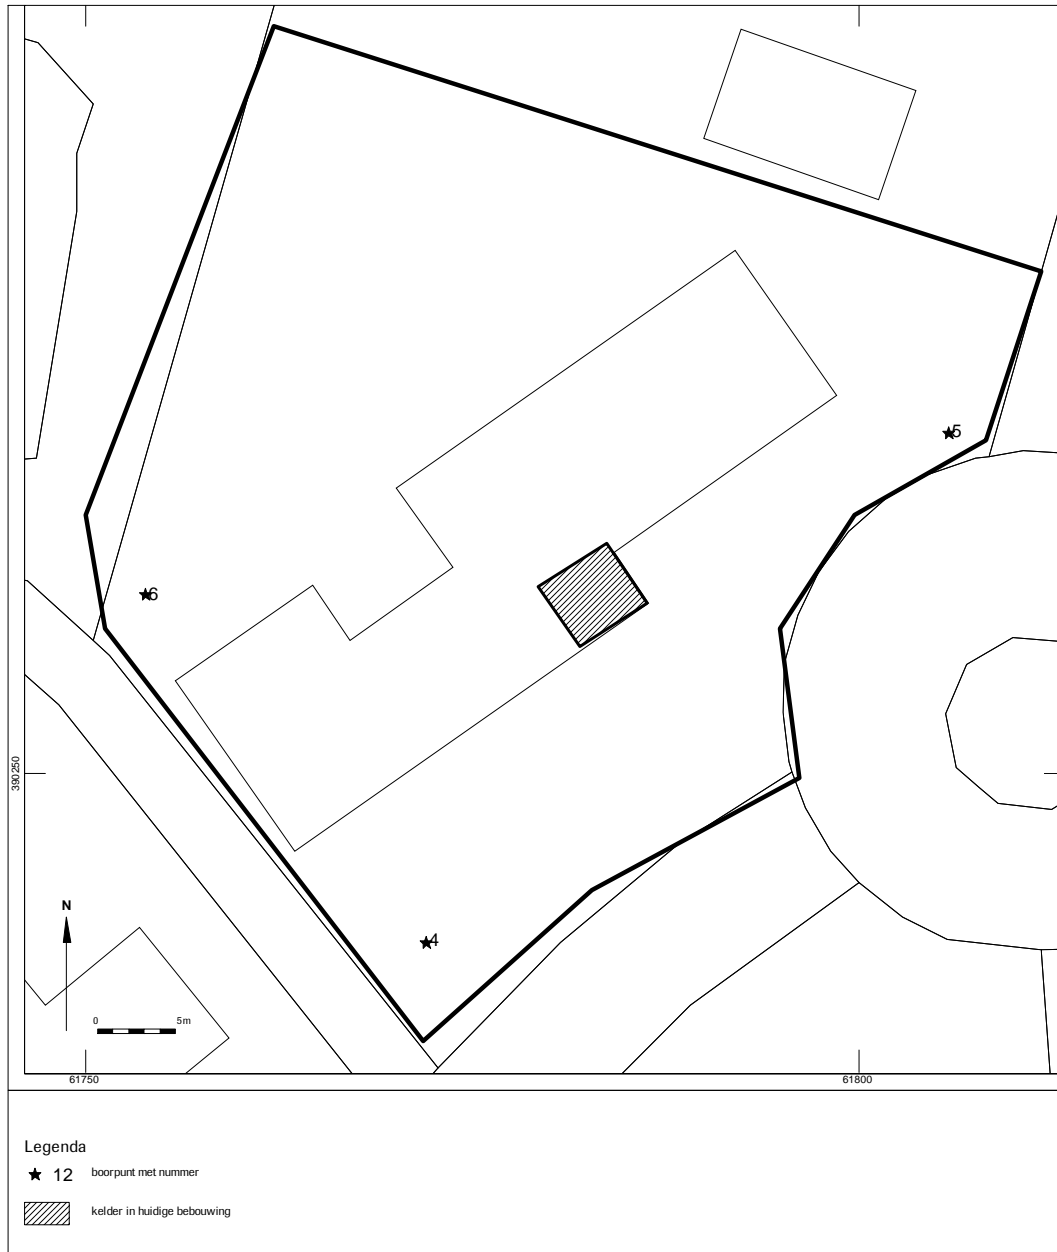 5
6
390250
4
N
0 5m
61750 61800
Legenda
12 boorpunt met nummer
kelder in huidige bebouwing